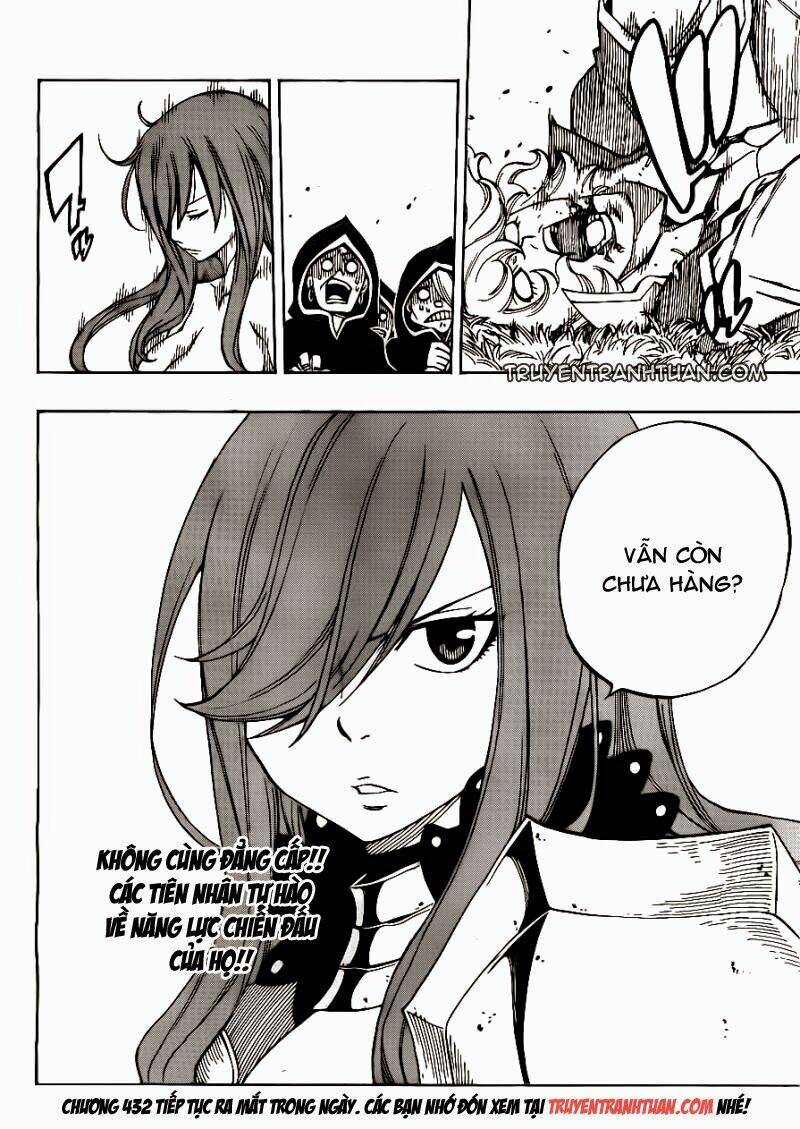 TRUYENTRANHTUAN.COM
VẪN CÒN
CHƯA HÀNG?
KHÔNG CÙNG ĐẲNG CẤP!!
CÁC TIÊN NHÂN TỰ HÀO
VỀ NĂNG LỰC CHIẾN ĐẤU
CỦA HỌ!!
CHƯƠNG 432 TIẾP TỤC RA MẮT TRONG NGÀY. CÁC BẠN NHỚ ĐÓN XEM TẠI TRUYENTRANHTUAN.COM NHÉ!